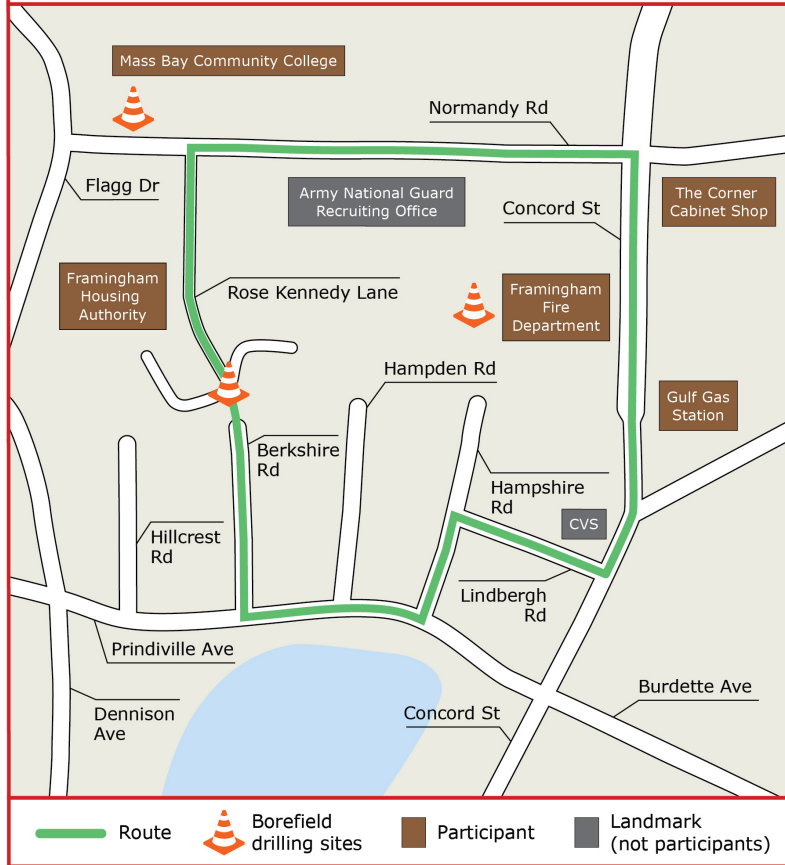 Mass Bay Community College
Normandy Rd
Flagg Dr
Army National Guard
Recruiting Office
Concord St
The Corner
Cabinet Shop
Framingham
Housing
Authority
Rose Kennedy Lane
Framingham
Fire
Department
Hampden Rd
Gulf Gas
Station
Berkshire
Rd
Hampshire
Rd
CVS
Hillcrest
Rd
Lindbergh
Rd
Prindiville Ave
Dennison
Ave
Concord St
Burdette Ave
Route
Borefield
drilling sites
Participant
Landmark
(not participants)